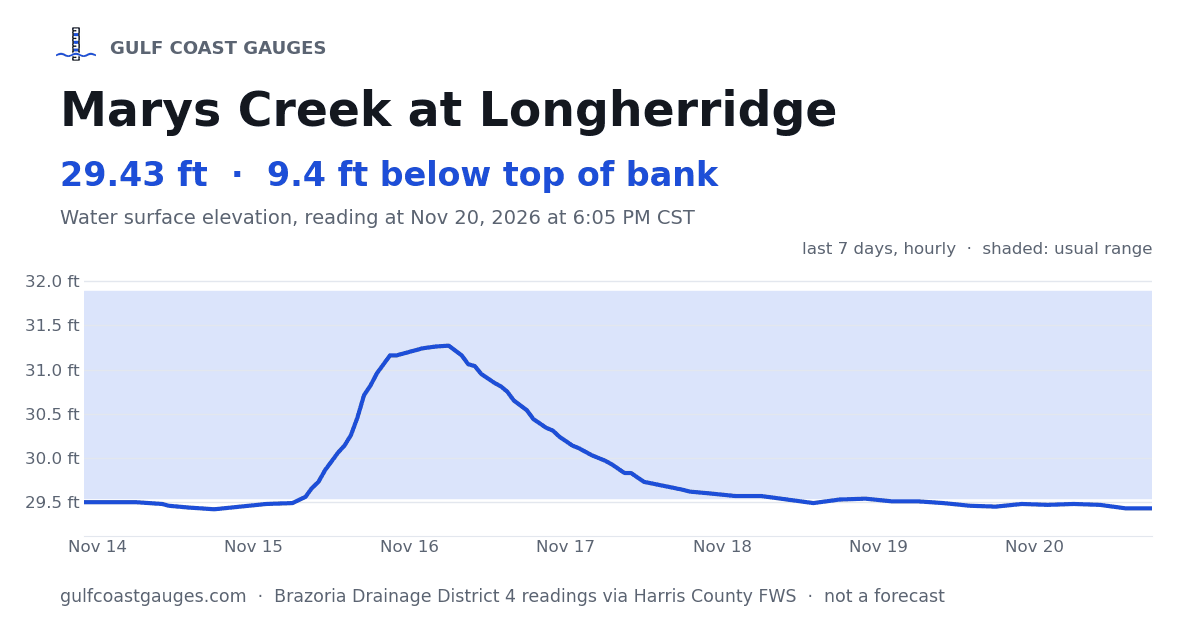 GULF COAST GAUGES
Marys Creek at Longherridge
29.43 ft · 9.4 ft below top of bank
Water surface elevation, reading at Nov 20, 2026 at 6:05 PM CST
last 7 days, hourly · shaded: usual range
32.0 ft
31.5 ft
31.0 ft
30.5 ft
30.0 ft
29.5 ft
Nov 14 Nov 15 Nov 16 Nov 17 Nov 18 Nov 19 Nov 20
gulfcoastgauges.com · Brazoria Drainage District 4 readings via Harris County FWS · not a forecast